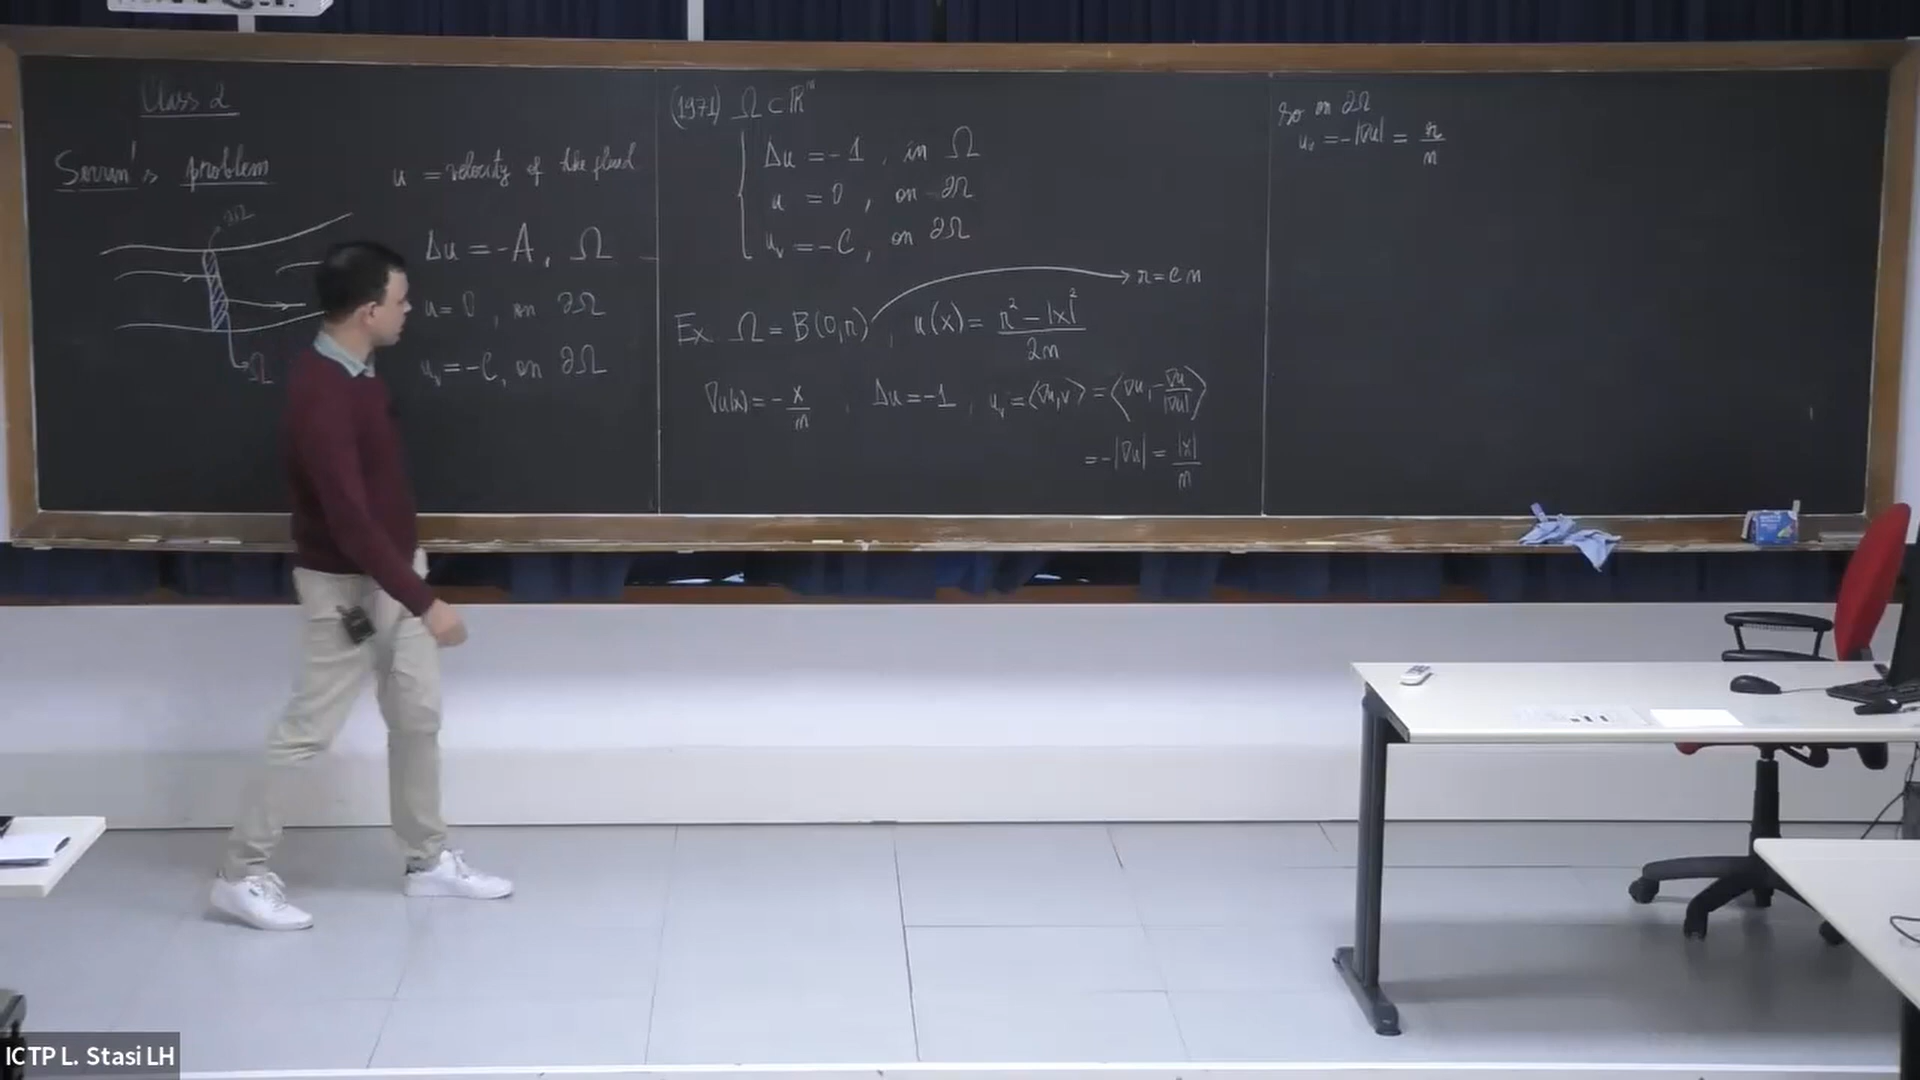 Class 2
Serrin's problem
∂Ω
Ω
u = velocity of the fluid
Δu = -A, Ω
u = 0, on ∂Ω
u_ν = -C, on ∂Ω
(1971) Ω ⊂ ℝⁿ
Δu = -1, in Ω
u = 0, on ∂Ω
u_ν = -C, on ∂Ω
r = c n
Ex. Ω = B(0,r), u(x) = (r² - |x|²)/2n
∇u(x) = -x/n, Δu = -1, u_ν = ⟨∇u,ν⟩ = ⟨∇u, -∇u/|∇u|⟩
= -|∇u| = |x|/n
so on ∂Ω
u_ν = -|∇u| = r/n
ICTP L. Stasi LH